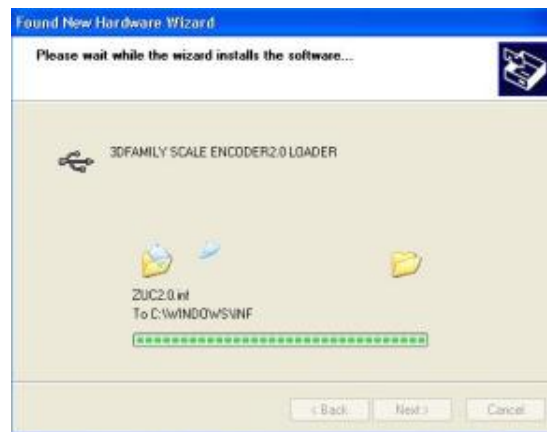 Found New Hardware Wizard
Please wait while the wizard installs the software...
3DFAMILY SCALE ENCODER2.0 LOADER
ZUC2.0.inf
To C:\WINDOWS\INF
< Back
Next >
Cancel